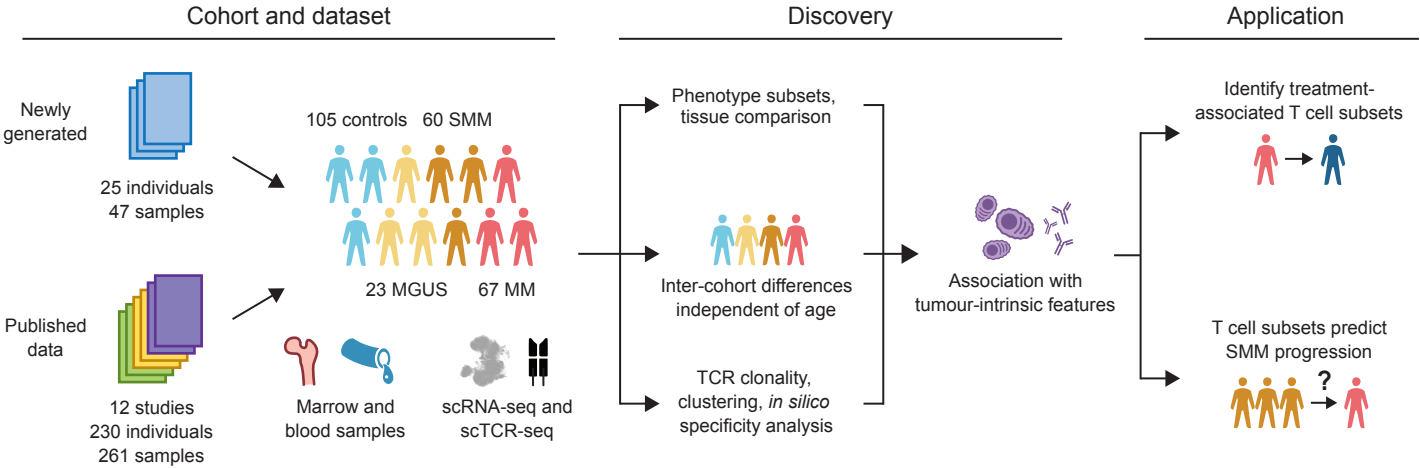 Cohort and dataset
Newly
generated
25 individuals
47 samples
Published
data
12 studies
230 individuals
261 samples
105 controls 60 SMM
23 MGUS 67 MM
Marrow and
blood samples
scRNA-seq and
scTCR-seq
Discovery
Phenotype subsets,
tissue comparison
Inter-cohort differences
independent of age
TCR clonality,
clustering, in silico
specificity analysis
Association with
tumour-intrinsic features
Application
Identify treatment-
associated T cell subsets
T cell subsets predict
SMM progression
?